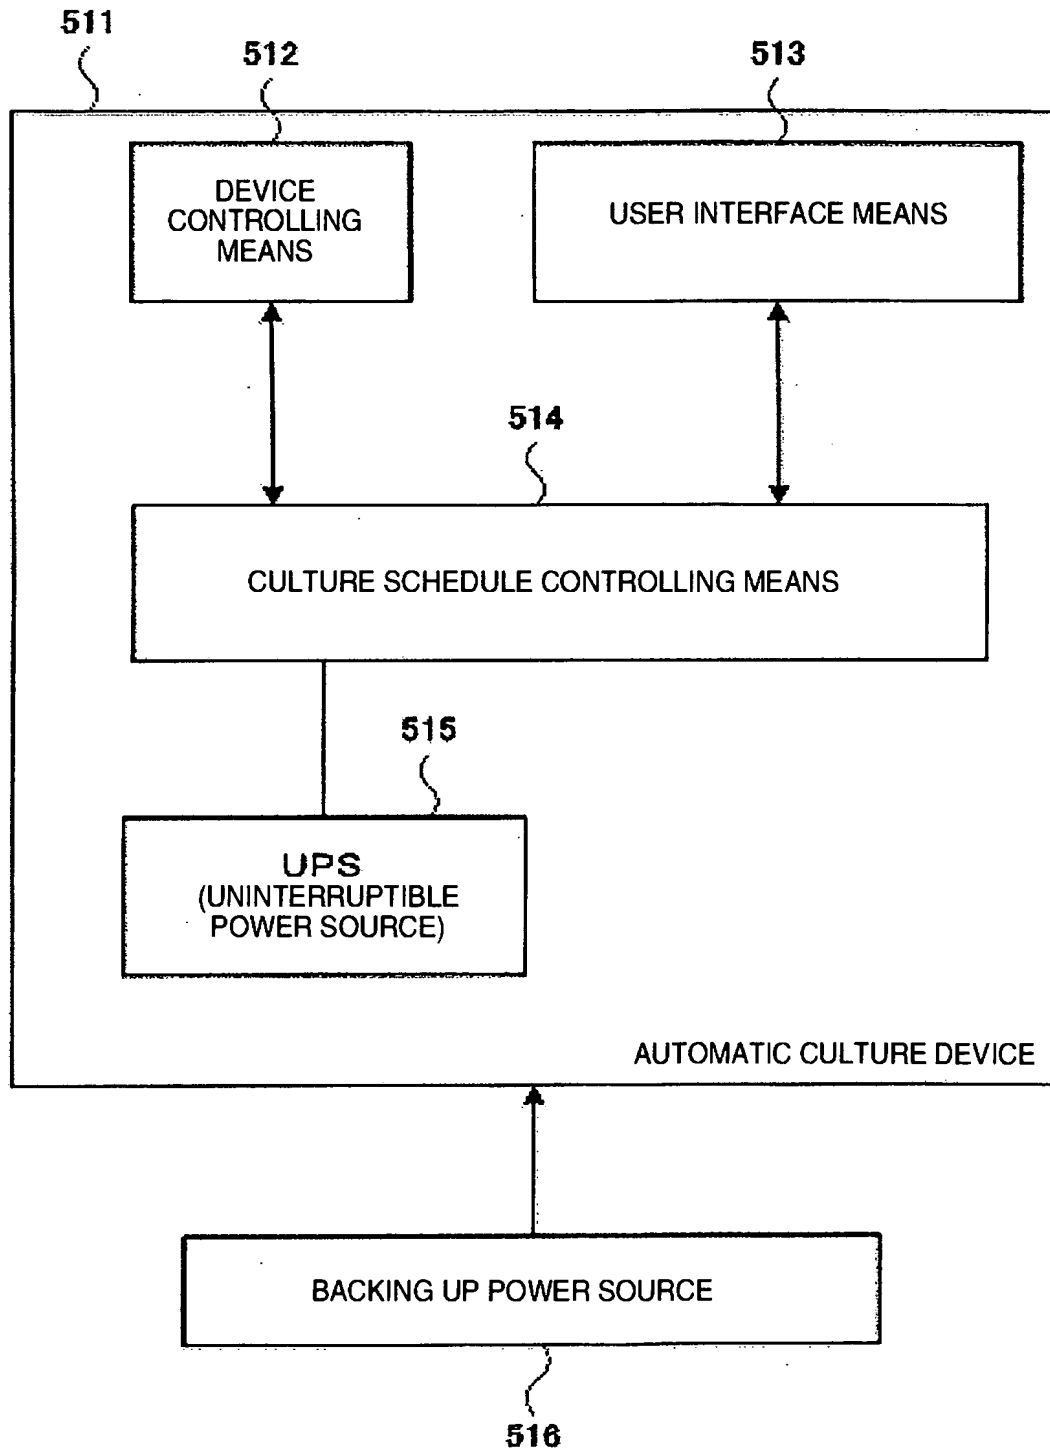 511
512
513
DEVICE
CONTROLLING
MEANS
USER INTERFACE MEANS
514
CULTURE SCHEDULE CONTROLLING MEANS
515
UPS
(UNINTERRUPTIBLE
POWER SOURCE)
AUTOMATIC CULTURE DEVICE
BACKING UP POWER SOURCE
516